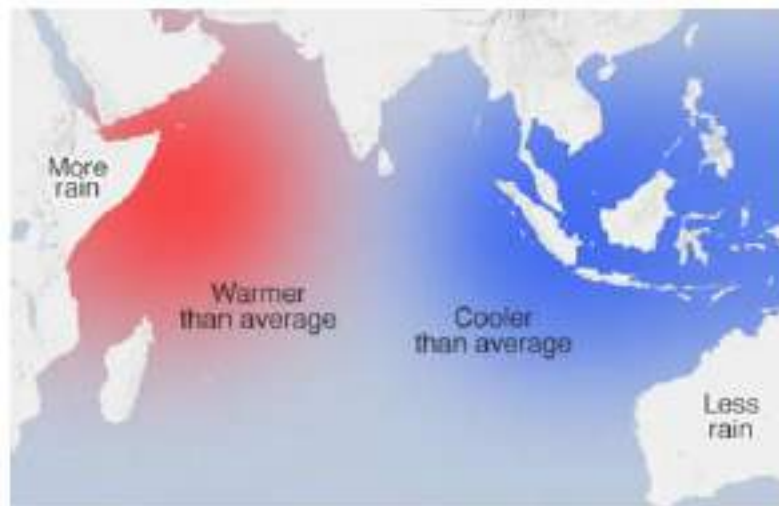 More
rain
Warmer
than average
Cooler
than average
Less
rain